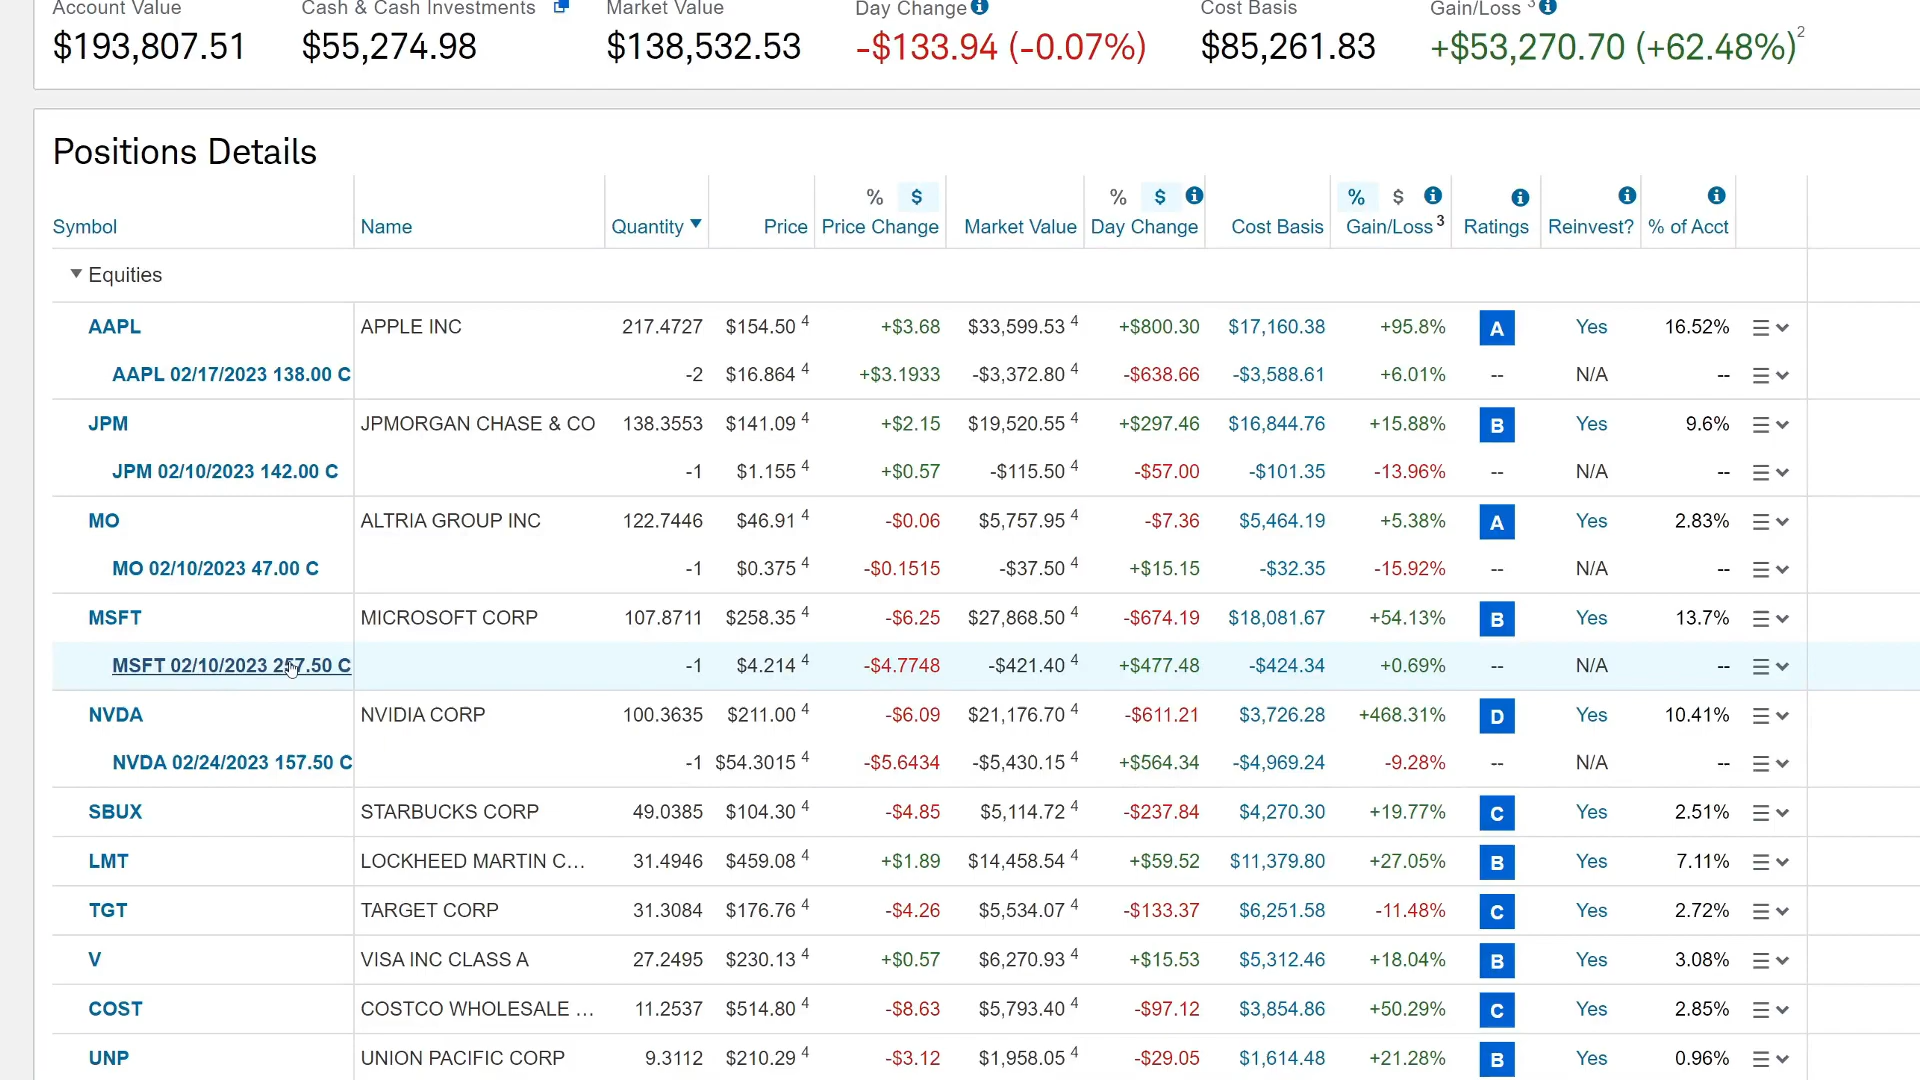 Account Value Cash & Cash Investments Market Value Day Change Cost Basis Gain/Loss 3
$193,807.51 $55,274.98 $138,532.53 -$133.94 (-0.07%) $85,261.83 +$53,270.70 (+62.48%) 2
Positions Details
% $ % $ % $
Symbol Name Quantity Price Price Change Market Value Day Change Cost Basis Gain/Loss 3 Ratings Reinvest? % of Acct
Equities
AAPL APPLE INC 217.4727 $154.50 4 +$3.68 $33,599.53 4 +$800.30 $17,160.38 +95.8% A Yes 16.52%
AAPL 02/17/2023 138.00 C -2 $16.864 4 +$3.1933 -$3,372.80 4 -$638.66 -$3,588.61 +6.01% -- N/A --
JPM JPMORGAN CHASE & CO 138.3553 $141.09 4 +$2.15 $19,520.55 4 +$297.46 $16,844.76 +15.88% B Yes 9.6%
JPM 02/10/2023 142.00 C -1 $1.155 4 +$0.57 -$115.50 4 -$57.00 -$101.35 -13.96% -- N/A --
MO ALTRIA GROUP INC 122.7446 $46.91 4 -$0.06 $5,757.95 4 -$7.36 $5,464.19 +5.38% A Yes 2.83%
MO 02/10/2023 47.00 C -1 $0.375 4 -$0.1515 -$37.50 4 +$15.15 -$32.35 -15.92% -- N/A --
MSFT MICROSOFT CORP 107.8711 $258.35 4 -$6.25 $27,868.50 4 -$674.19 $18,081.67 +54.13% B Yes 13.7%
MSFT 02/10/2023 257.50 C -1 $4.214 4 -$4.7748 -$421.40 4 +$477.48 -$424.34 +0.69% -- N/A --
NVDA NVIDIA CORP 100.3635 $211.00 4 -$6.09 $21,176.70 4 -$611.21 $3,726.28 +468.31% D Yes 10.41%
NVDA 02/24/2023 157.50 C -1 $54.3015 4 -$5.6434 -$5,430.15 4 +$564.34 -$4,969.24 -9.28% -- N/A --
SBUX STARBUCKS CORP 49.0385 $104.30 4 -$4.85 $5,114.72 4 -$237.84 $4,270.30 +19.77% C Yes 2.51%
LMT LOCKHEED MARTIN C... 31.4946 $459.08 4 +$1.89 $14,458.54 4 +$59.52 $11,379.80 +27.05% B Yes 7.11%
TGT TARGET CORP 31.3084 $176.76 4 -$4.26 $5,534.07 4 -$133.37 $6,251.58 -11.48% C Yes 2.72%
V VISA INC CLASS A 27.2495 $230.13 4 +$0.57 $6,270.93 4 +$15.53 $5,312.46 +18.04% B Yes 3.08%
COST COSTCO WHOLESALE ... 11.2537 $514.80 4 -$8.63 $5,793.40 4 -$97.12 $3,854.86 +50.29% C Yes 2.85%
UNP UNION PACIFIC CORP 9.3112 $210.29 4 -$3.12 $1,958.05 4 -$29.05 $1,614.48 +21.28% B Yes 0.96%